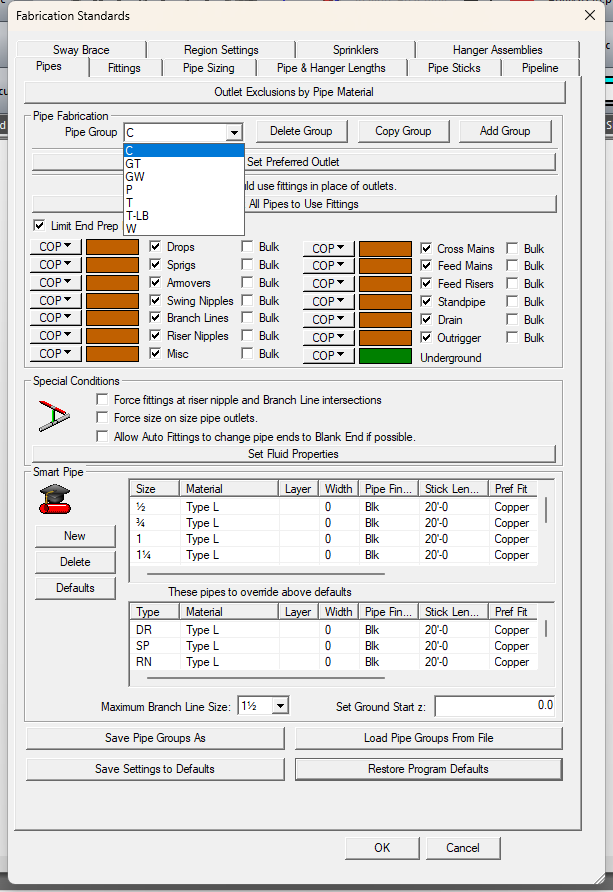 Fabrication Standards
Sway Brace Region Settings Sprinklers Hanger Assemblies
Pipes Fittings Pipe Sizing Pipe & Hanger Lengths Pipe Sticks Pipeline
Outlet Exclusions by Pipe Material
Pipe Fabrication
Pipe Group C Delete Group Copy Group Add Group
C
GT
GW
P
T
T-LB
W
Set Preferred Outlet
use fittings in place of outlets.
All Pipes to Use Fittings
Limit End Prep
COP Drops Bulk COP Cross Mains Bulk
COP Sprigs Bulk COP Feed Mains Bulk
COP Armovers Bulk COP Feed Risers Bulk
COP Swing Nipples Bulk COP Standpipe Bulk
COP Branch Lines Bulk COP Drain Bulk
COP Riser Nipples Bulk COP Outrigger Bulk
COP Misc Bulk COP Underground
Special Conditions
Force fittings at riser nipple and Branch Line intersections
Force size on size pipe outlets.
Allow Auto Fittings to change pipe ends to Blank End if possible.
Set Fluid Properties
Smart Pipe
New
Delete
Defaults
Size Material Layer Width Pipe Fin... Stick Len... Pref Fit
½ Type L 0 Blk 20'-0 Copper
¾ Type L 0 Blk 20'-0 Copper
1 Type L 0 Blk 20'-0 Copper
1¼ Type L 0 Blk 20'-0 Copper
These pipes to override above defaults
Type Material Layer Width Pipe Fin... Stick Len... Pref Fit
DR Type L 0 Blk 20'-0 Copper
SP Type L 0 Blk 20'-0 Copper
RN Type L 0 Blk 20'-0 Copper
Maximum Branch Line Size: 1½ Set Ground Start z: 0.0
Save Pipe Groups As Load Pipe Groups From File
Save Settings to Defaults Restore Program Defaults
OK Cancel